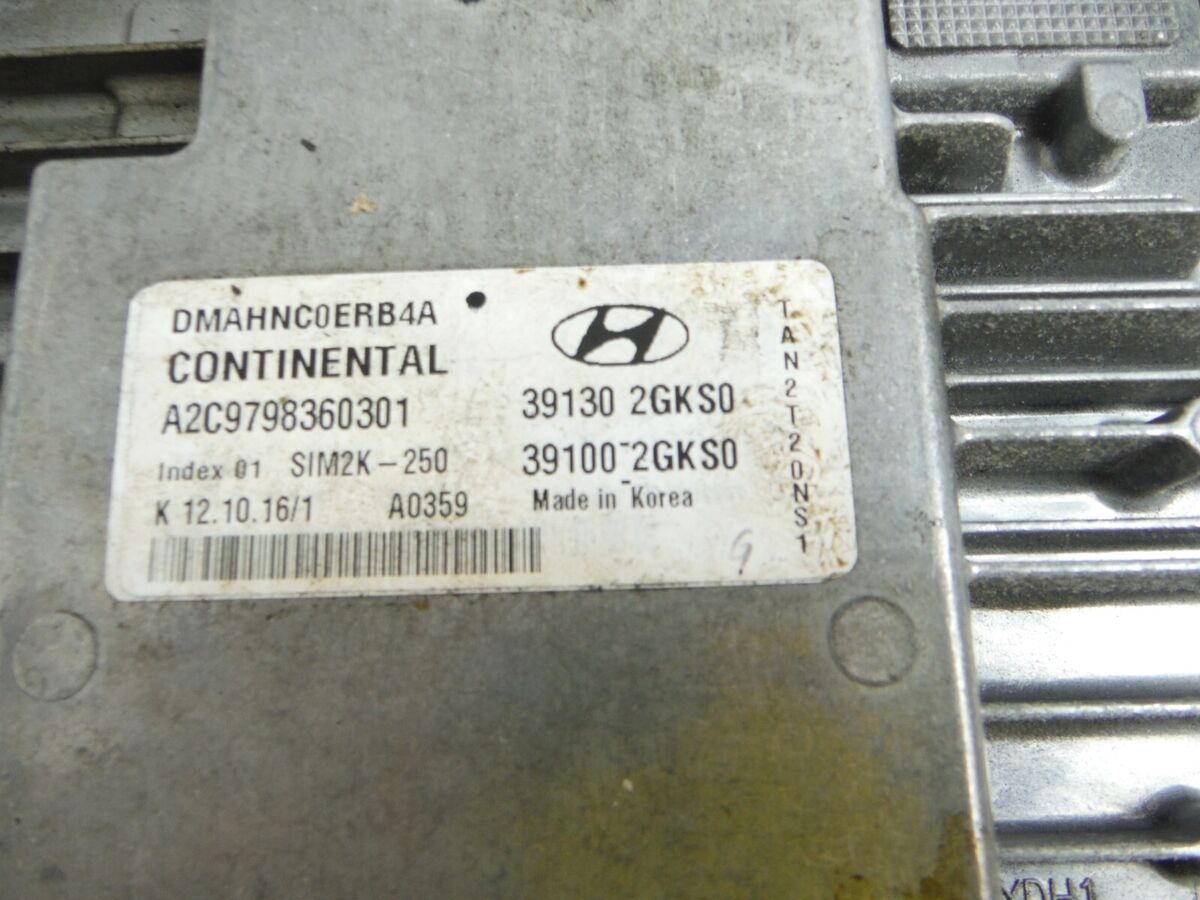 DMAHNC0ERB4A
CONTINENTAL
A2C9798360301
Index 01 SIM2K-250
K 12.10.16/1 A0359
39130 2GKS0
39100-2GKS0
Made in Korea
TAN2T20NS1